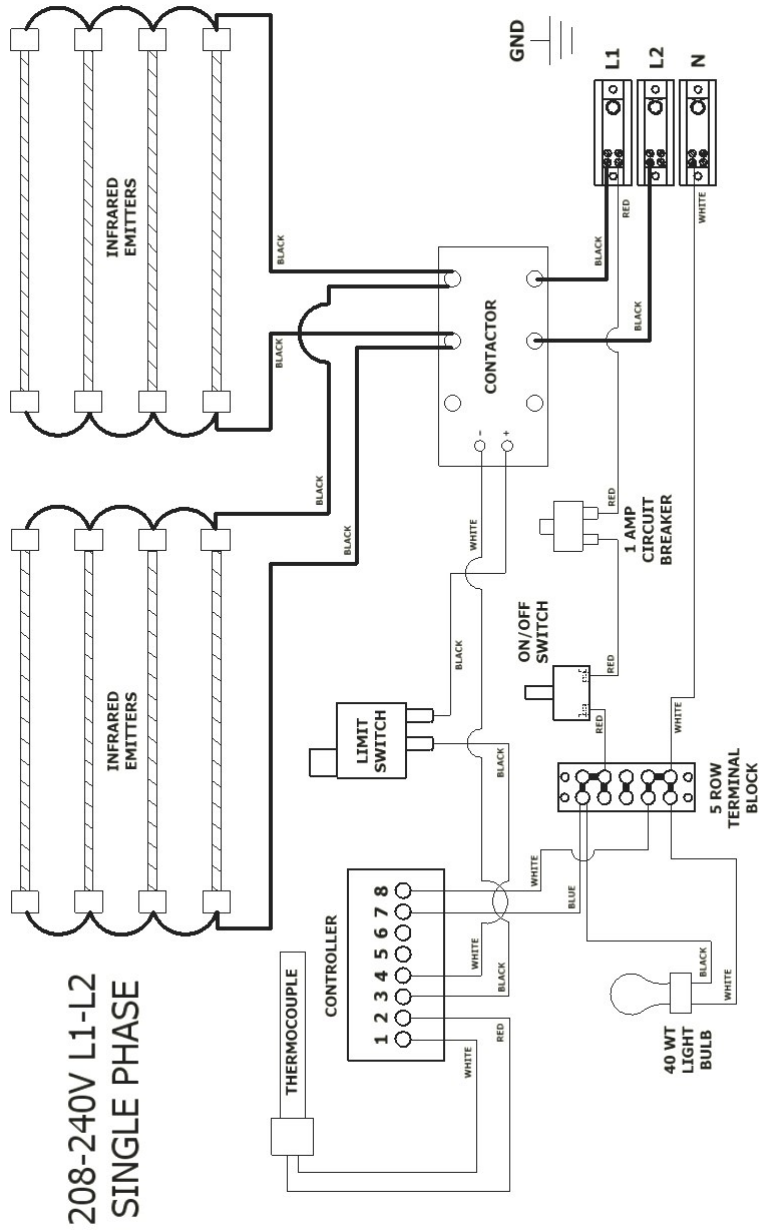 208-240V L1-L2
SINGLE PHASE
INFRARED
EMITTERS
INFRARED
EMITTERS
GND
L1
L2
N
BLACK
BLACK
BLACK
BLACK
BLACK
RED
BLACK
WHITE
CONTACTOR
-
+
WHITE
BLACK
RED
1 AMP
CIRCUIT
BREAKER
ON/OFF
SWITCH
RED
RED
WHITE
LIMIT
SWITCH
BLACK
5 ROW
TERMINAL
BLOCK
CONTROLLER
1 2 3 4 5 6 7 8
WHITE
BLUE
WHITE
BLACK
THERMOCOUPLE
WHITE
RED
BLACK
WHITE
40 WT
LIGHT
BULB